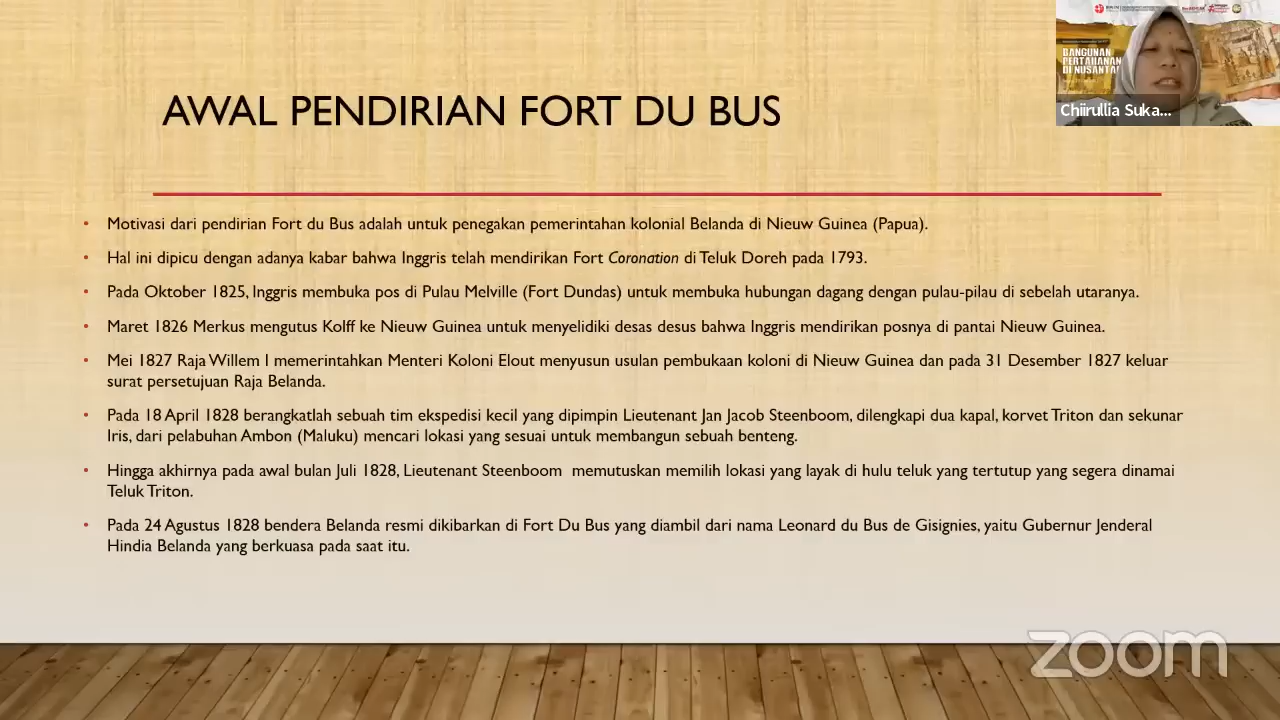 AWAL PENDIRIAN FORT DU BUS
BANGUNAN
PERTAHANAN
DI NUSANTA
Chiirullia Suka...
• Motivasi dari pendirian Fort du Bus adalah untuk penegakan pemerintahan kolonial Belanda di Nieuw Guinea (Papua).
• Hal ini dipicu dengan adanya kabar bahwa Inggris telah mendirikan Fort Coronation di Teluk Doreh pada 1793.
• Pada Oktober 1825, Inggris membuka pos di Pulau Melville (Fort Dundas) untuk membuka hubungan dagang dengan pulau-pilau di sebelah utaranya.
• Maret 1826 Merkus mengutus Kolff ke Nieuw Guinea untuk menyelidiki desas desus bahwa Inggris mendirikan posnya di pantai Nieuw Guinea.
• Mei 1827 Raja Willem I memerintahkan Menteri Koloni Elout menyusun usulan pembukaan koloni di Nieuw Guinea dan pada 31 Desember 1827 keluar
surat persetujuan Raja Belanda.
• Pada 18 April 1828 berangkatlah sebuah tim ekspedisi kecil yang dipimpin Lieutenant Jan Jacob Steenboom, dilengkapi dua kapal, korvet Triton dan sekunar
Iris, dari pelabuhan Ambon (Maluku) mencari lokasi yang sesuai untuk membangun sebuah benteng.
• Hingga akhirnya pada awal bulan Juli 1828, Lieutenant Steenboom memutuskan memilih lokasi yang layak di hulu teluk yang tertutup yang segera dinamai
Teluk Triton.
• Pada 24 Agustus 1828 bendera Belanda resmi dikibarkan di Fort Du Bus yang diambil dari nama Leonard du Bus de Gisignies, yaitu Gubernur Jenderal
Hindia Belanda yang berkuasa pada saat itu.
zoom